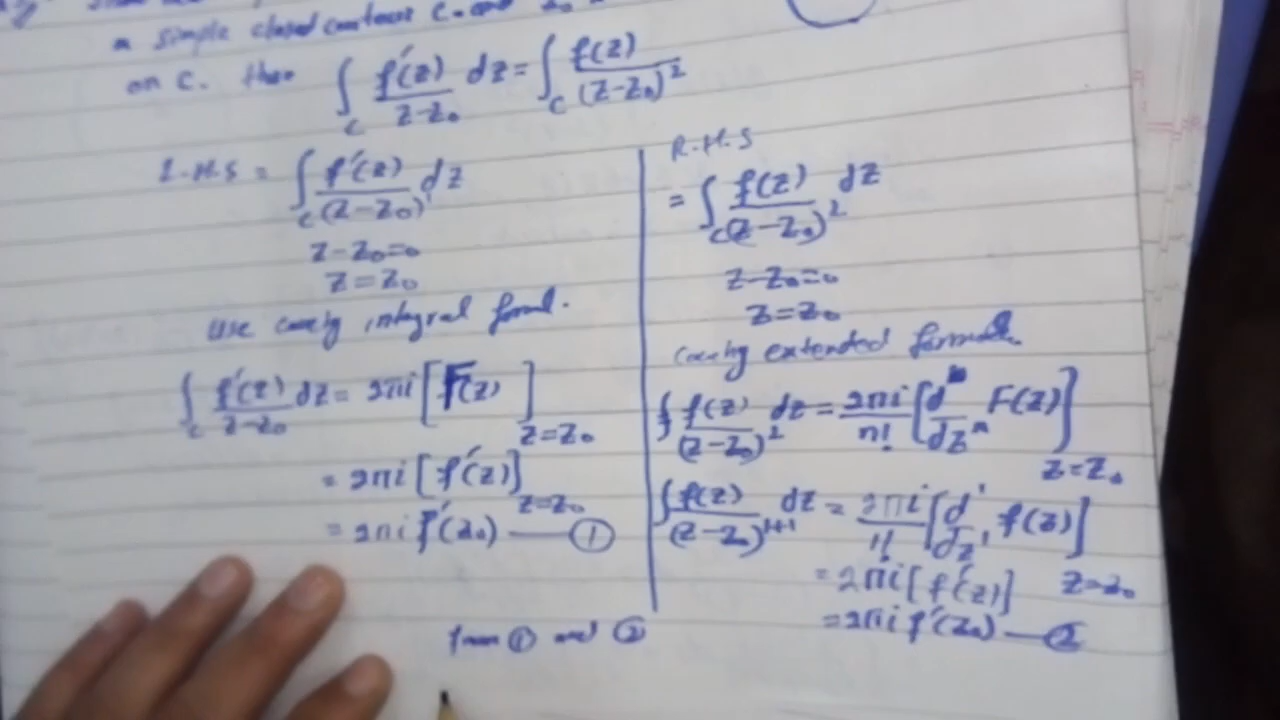 a simple closed contour C. and
on C. then ∫_C f'(z)/(z-z₀) dz = ∫_C f(z)/(z-z₀)²
L.H.S = ∫_C f'(z)/(z-z₀)' dz
z-z₀=0
z=z₀
use cauchy integral forml.
∫_C f'(z)/(z-z₀) dz = 2πi [F(z)]_{z=z₀}
= 2πi [f'(z)]_{z=z₀}
= 2πi f'(z₀) — ①
R.H.S
= ∫_C f(z)/(z-z₀)² dz
z-z₀=0
z=z₀
Cauchy extended formula
∮ f(z)/(z-z₀)² dz = 2πi/n! [dⁿ/dzⁿ F(z)]_{z=z₀}
∫ f(z)/(z-z₀)^{1+1} dz = 2πi/1! [d'/dz' f(z)]_{z=z₀}
= 2πi [f'(z)]
= 2πi f'(z₀) — ②
from ① and ②